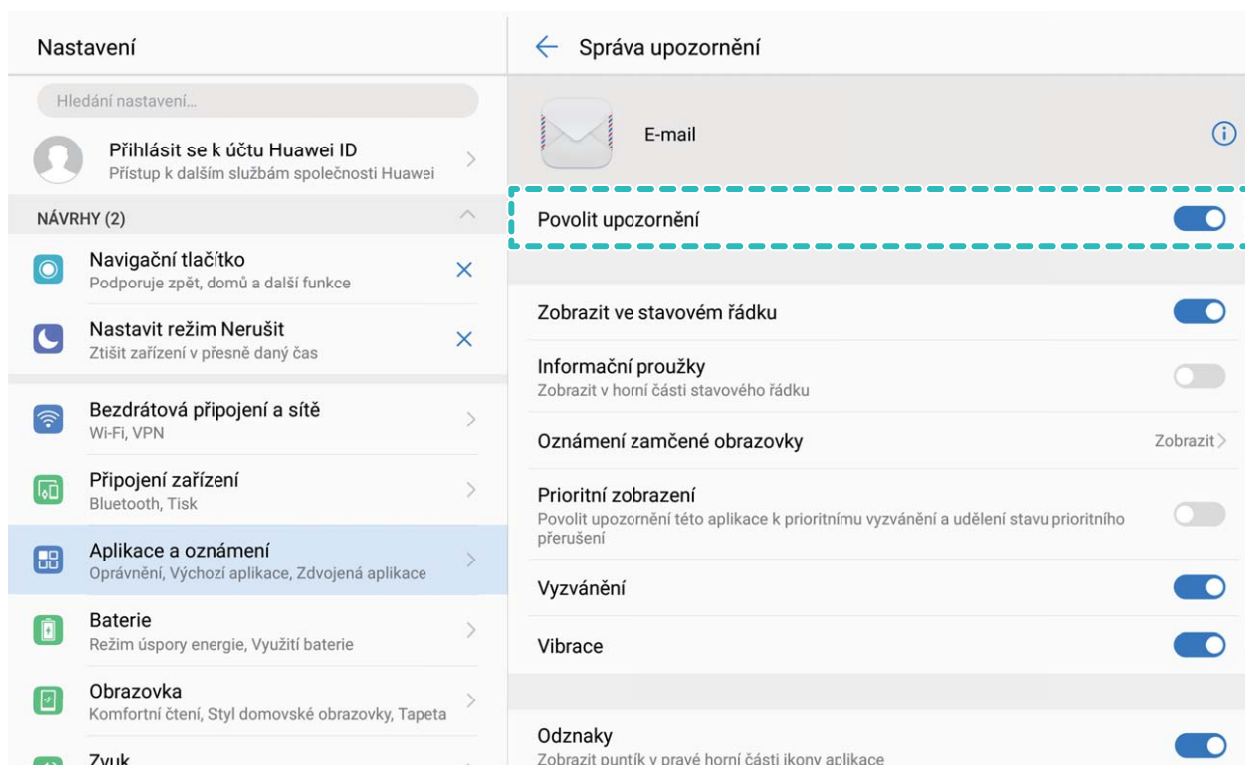 Nastavení
Hledání nastavení...
Přihlásit se k účtu Huawei ID
Přístup k dalším službám společnosti Huawei
NÁVRHY (2)
Navigační tlačítko
Podporuje zpět, domů a další funkce
Nastavit režim Nerušit
Ztišit zařízení v přesně daný čas
Bezdrátová připojení a sítě
Wi-Fi, VPN
Připojení zařízení
Bluetooth, Tisk
Aplikace a oznámení
Oprávnění, Výchozí aplikace, Zdvojená aplikace
Baterie
Režim úspory energie, Využití baterie
Obrazovka
Komfortní čtení, Styl domovské obrazovky, Tapeta
Zvuk
Správa upozornění
E-mail
Povolit upozornění
Zobrazit ve stavovém řádku
Informační proužky
Zobrazit v horní části stavového řádku
Oznámení zamčené obrazovky
Zobrazit
Prioritní zobrazení
Povolit upozornění této aplikace k prioritnímu vyzvánění a udělení stavu prioritního
přerušení
Vyzvánění
Vibrace
Odznaky
Zobrazit puntík v pravé horní části ikony aplikace